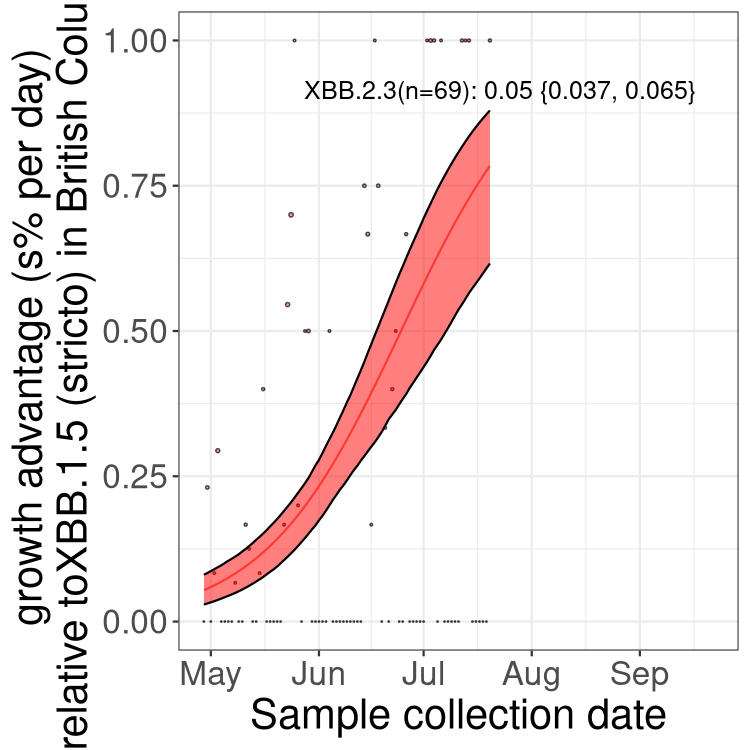 growth advantage (s% per day)
relative toXBB.1.5 (stricto) in British Colu
1.00
0.75
0.50
0.25
0.00
XBB.2.3(n=69): 0.05 {0.037, 0.065}
May Jun Jul Aug Sep
Sample collection date